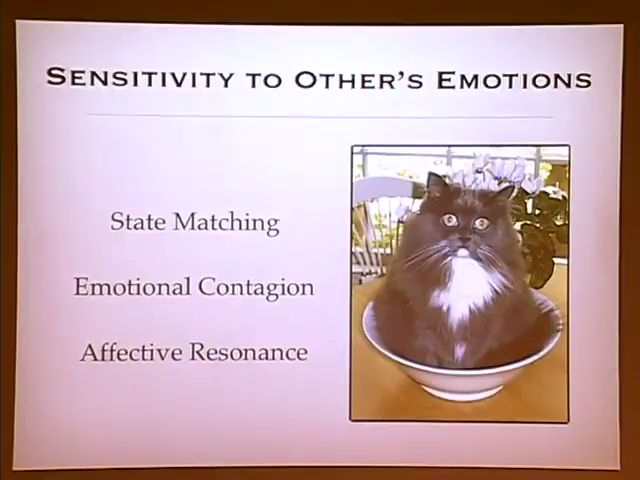 Sensitivity to Other's Emotions
State Matching
Emotional Contagion
Affective Resonance